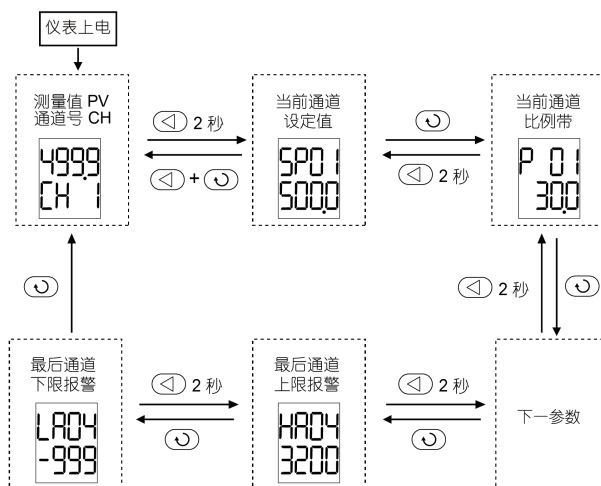 仪表上电
测量值 PV
通道号 CH
499.9
CH 1
2 秒
+
当前通道
设定值
SP01
500.0
2 秒
当前通道
比例带
P 01
30.0
2 秒
最后通道
下限报警
LA04
-999
2 秒
最后通道
上限报警
HA04
3200
2 秒
下一参数